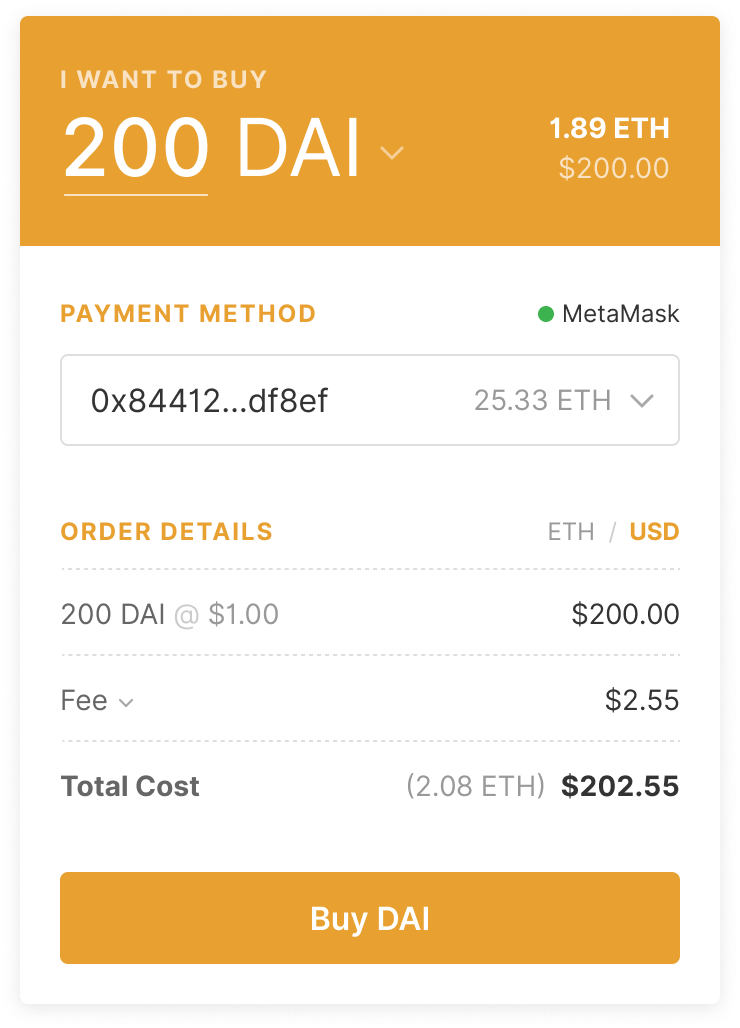 I WANT TO BUY
200 DAI
1.89 ETH
$200.00
PAYMENT METHOD
MetaMask
0x84412...df8ef
25.33 ETH
ORDER DETAILS
ETH / USD
200 DAI @ $1.00
$200.00
Fee
$2.55
Total Cost
(2.08 ETH) $202.55
Buy DAI